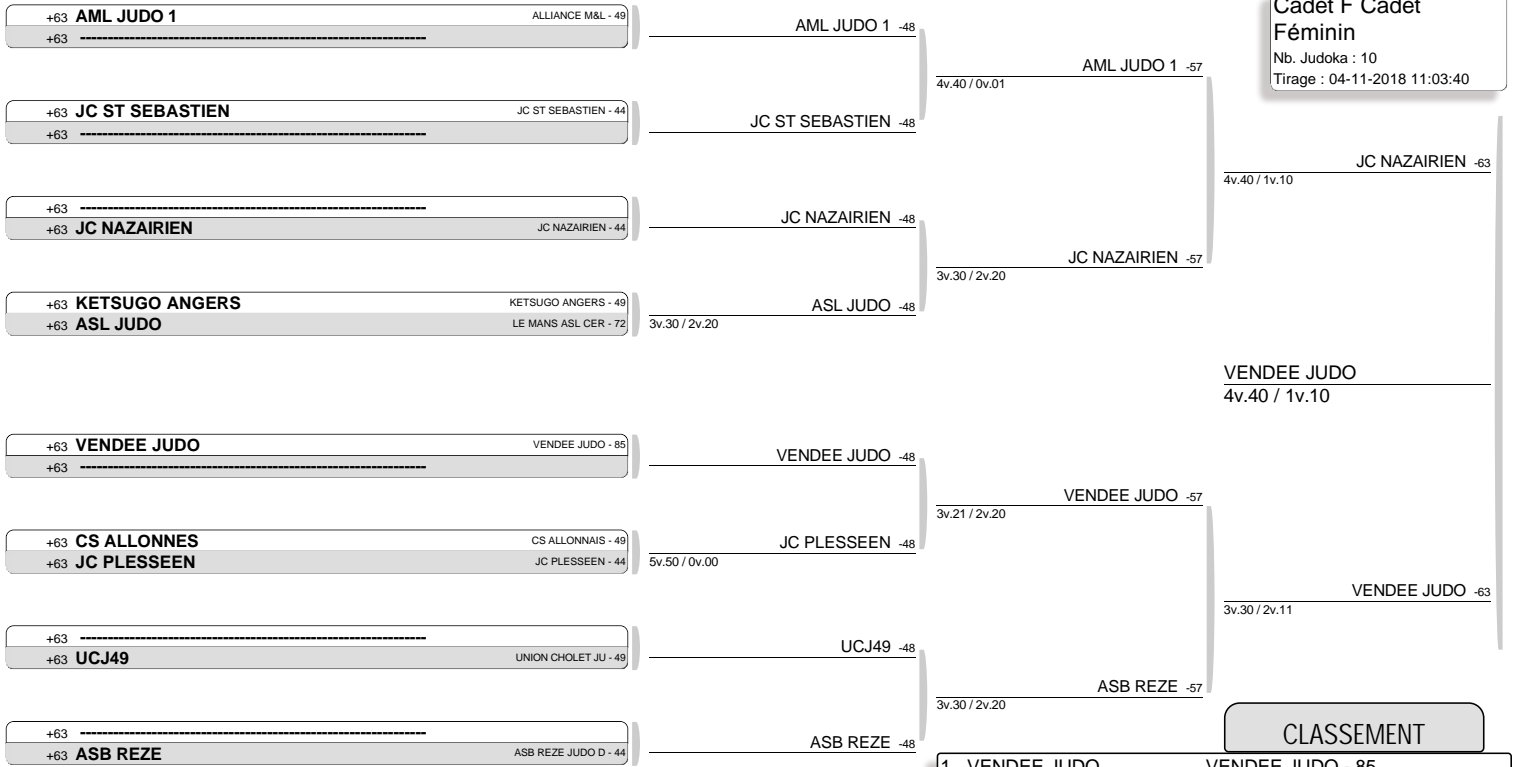 Cadet F Cadet
Féminin
Nb. Judoka : 10
Tirage : 04-11-2018 11:03:40
+63 AML JUDO 1 ALLIANCE M&L - 49
+63 ----------------------------------------------------------------
+63 JC ST SEBASTIEN JC ST SEBASTIEN - 44
+63 ----------------------------------------------------------------
+63 ----------------------------------------------------------------
+63 JC NAZAIRIEN JC NAZAIRIEN - 44
+63 KETSUGO ANGERS KETSUGO ANGERS - 49
+63 ASL JUDO LE MANS ASL CER - 72
+63 VENDEE JUDO VENDEE JUDO - 85
+63 ----------------------------------------------------------------
+63 CS ALLONNES CS ALLONNAIS - 49
+63 JC PLESSEEN JC PLESSEEN - 44
+63 ----------------------------------------------------------------
+63 UCJ49 UNION CHOLET JU - 49
+63 ----------------------------------------------------------------
+63 ASB REZE ASB REZE JUDO D - 44
AML JUDO 1 -48
JC ST SEBASTIEN -48
JC NAZAIRIEN -48
ASL JUDO -48
3v.30 / 2v.20
VENDEE JUDO -48
JC PLESSEEN -48
5v.50 / 0v.00
UCJ49 -48
ASB REZE -48
AML JUDO 1 -57
4v.40 / 0v.01
JC NAZAIRIEN -57
3v.30 / 2v.20
VENDEE JUDO -57
3v.21 / 2v.20
ASB REZE -57
3v.30 / 2v.20
JC NAZAIRIEN -63
4v.40 / 1v.10
VENDEE JUDO
4v.40 / 1v.10
VENDEE JUDO -63
3v.30 / 2v.11
CLASSEMENT
1 VENDEE JUDO VENDEE JUDO - 85